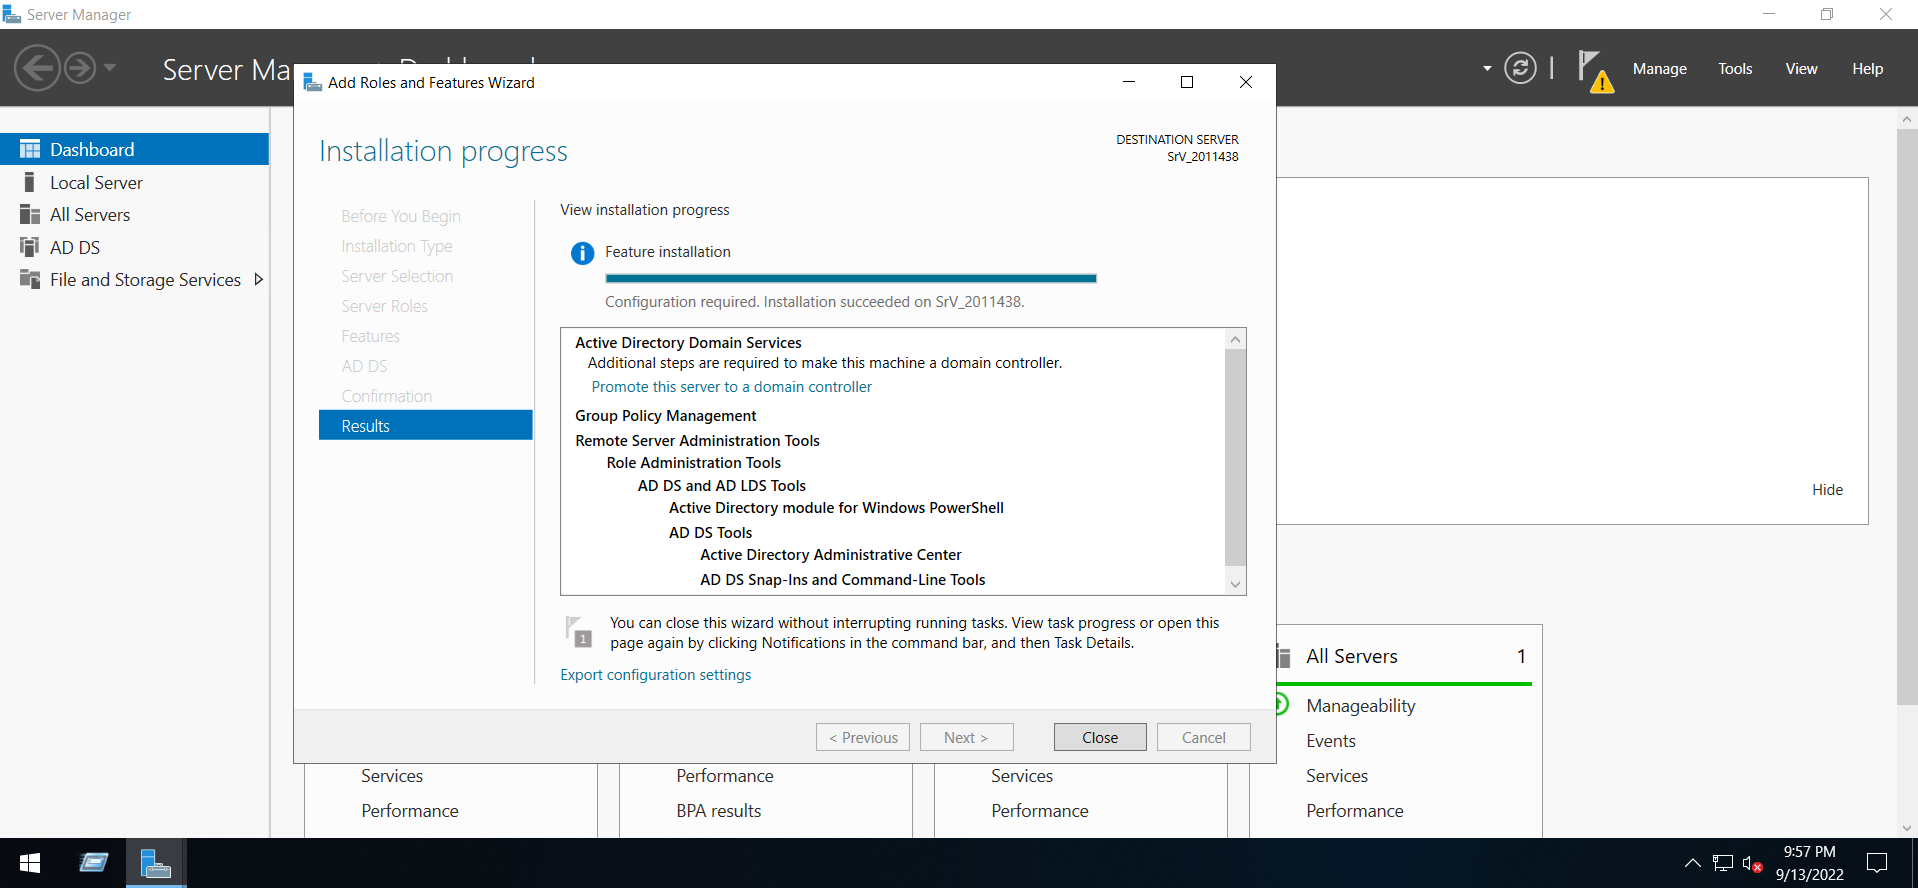 Server Manager
Server Ma
Manage
Tools
View
Help
Dashboard
Local Server
All Servers
AD DS
File and Storage Services
Add Roles and Features Wizard
Installation progress
DESTINATION SERVER
SrV_2011438
Before You Begin
Installation Type
Server Selection
Server Roles
Features
AD DS
Confirmation
Results
View installation progress
Feature installation
Configuration required. Installation succeeded on SrV_2011438.
Active Directory Domain Services
Additional steps are required to make this machine a domain controller.
Promote this server to a domain controller
Group Policy Management
Remote Server Administration Tools
Role Administration Tools
AD DS and AD LDS Tools
Active Directory module for Windows PowerShell
AD DS Tools
Active Directory Administrative Center
AD DS Snap-Ins and Command-Line Tools
1
You can close this wizard without interrupting running tasks. View task progress or open this
page again by clicking Notifications in the command bar, and then Task Details.
Export configuration settings
< Previous
Next >
Close
Cancel
Hide
All Servers 1
Manageability
Events
Services
Performance
Services
Performance
Performance
BPA results
Services
Performance
9:57 PM
9/13/2022